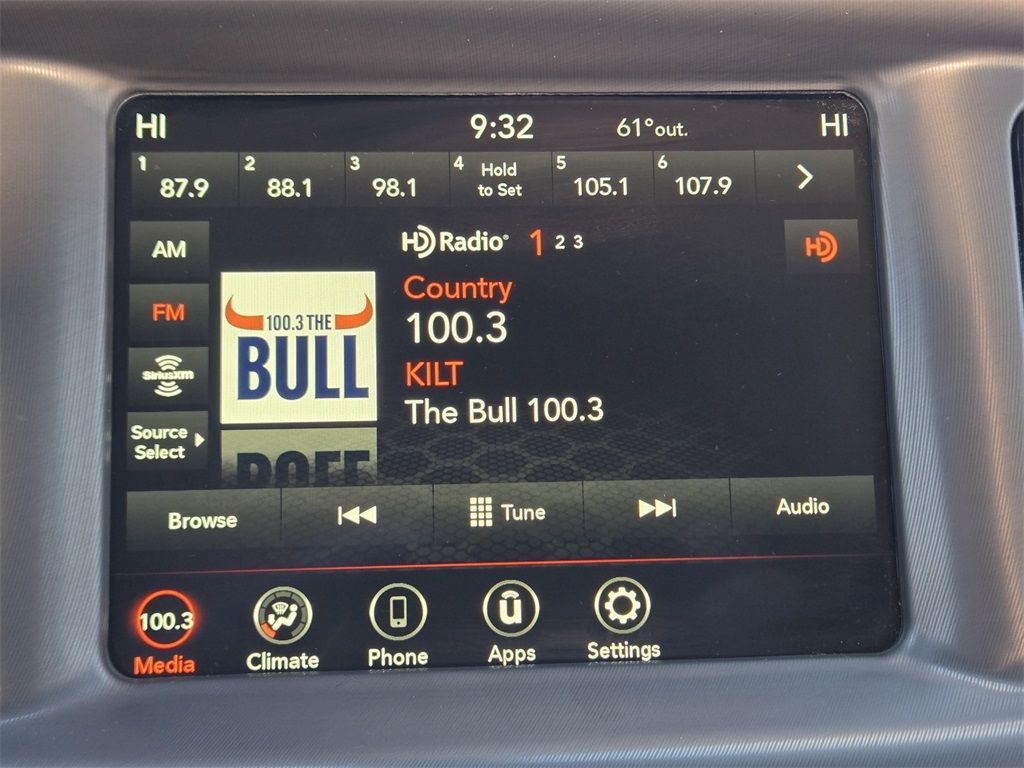 HI 9:32 61°out. HI
1 87.9 2 88.1 3 98.1 4 Hold to Set 5 105.1 6 107.9
HD Radio® 1 2 3 HD
AM
FM
SiriusXM
Source
Select
100.3 THE
BULL
Country
100.3
KILT
The Bull 100.3
Browse Tune Audio
100.3 û
Media Climate Phone Apps Settings